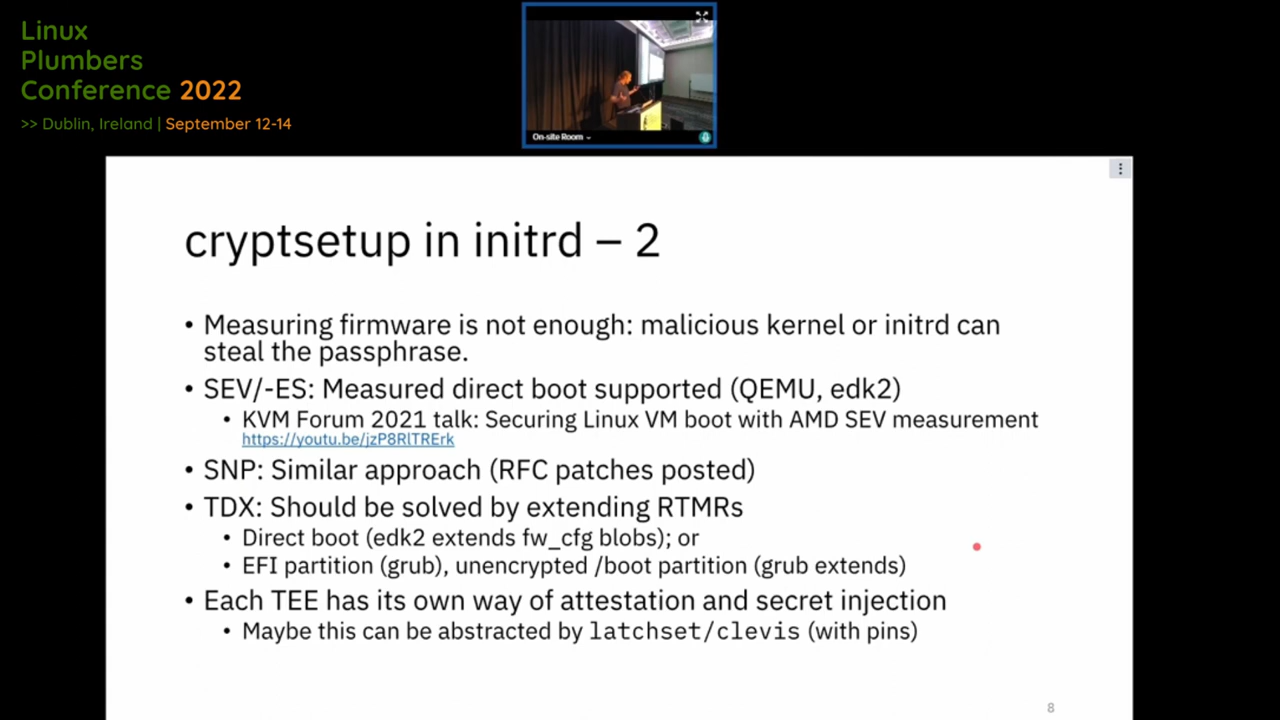 Linux
Plumbers
Conference 2022
>> Dublin, Ireland | September 12-14
On-site Room
cryptsetup in initrd – 2
• Measuring firmware is not enough: malicious kernel or initrd can
steal the passphrase.
• SEV/-ES: Measured direct boot supported (QEMU, edk2)
• KVM Forum 2021 talk: Securing Linux VM boot with AMD SEV measurement
https://youtu.be/jzP8RlTRErk
• SNP: Similar approach (RFC patches posted)
• TDX: Should be solved by extending RTMRs
• Direct boot (edk2 extends fw_cfg blobs); or
• EFI partition (grub), unencrypted /boot partition (grub extends)
• Each TEE has its own way of attestation and secret injection
• Maybe this can be abstracted by latchset/clevis (with pins)
8